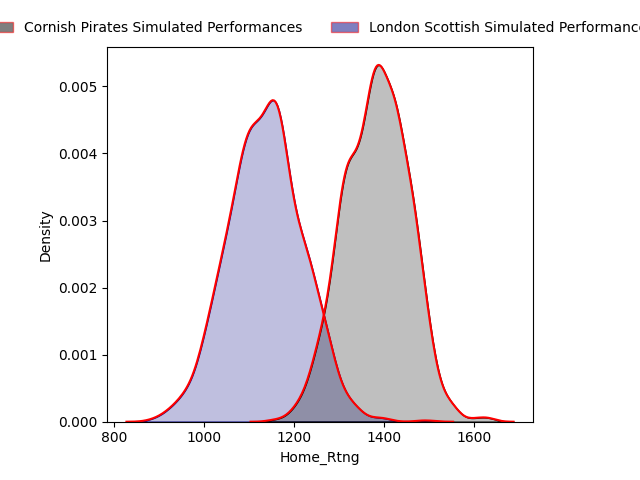 Cornish Pirates Simulated Performances London Scottish Simulated Performanc
0.005
0.004
0.003
0.002
0.001
0.000
Density
800 1000 1200 1400 1600
Home_Rtng